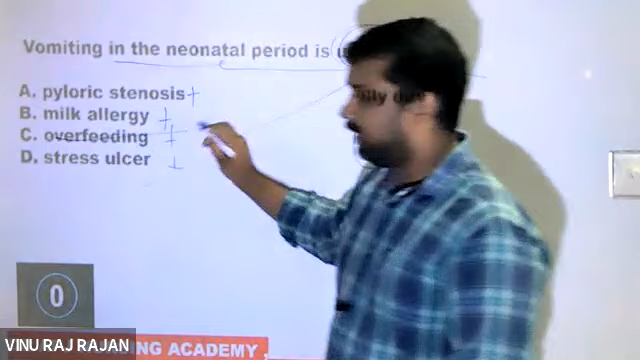 Vomiting in the neonatal period is
A. pyloric stenosis +
B. milk allergy +
C. overfeeding +
D. stress ulcer +
0
VINU RAJ RAJAN
ACADEMY ,